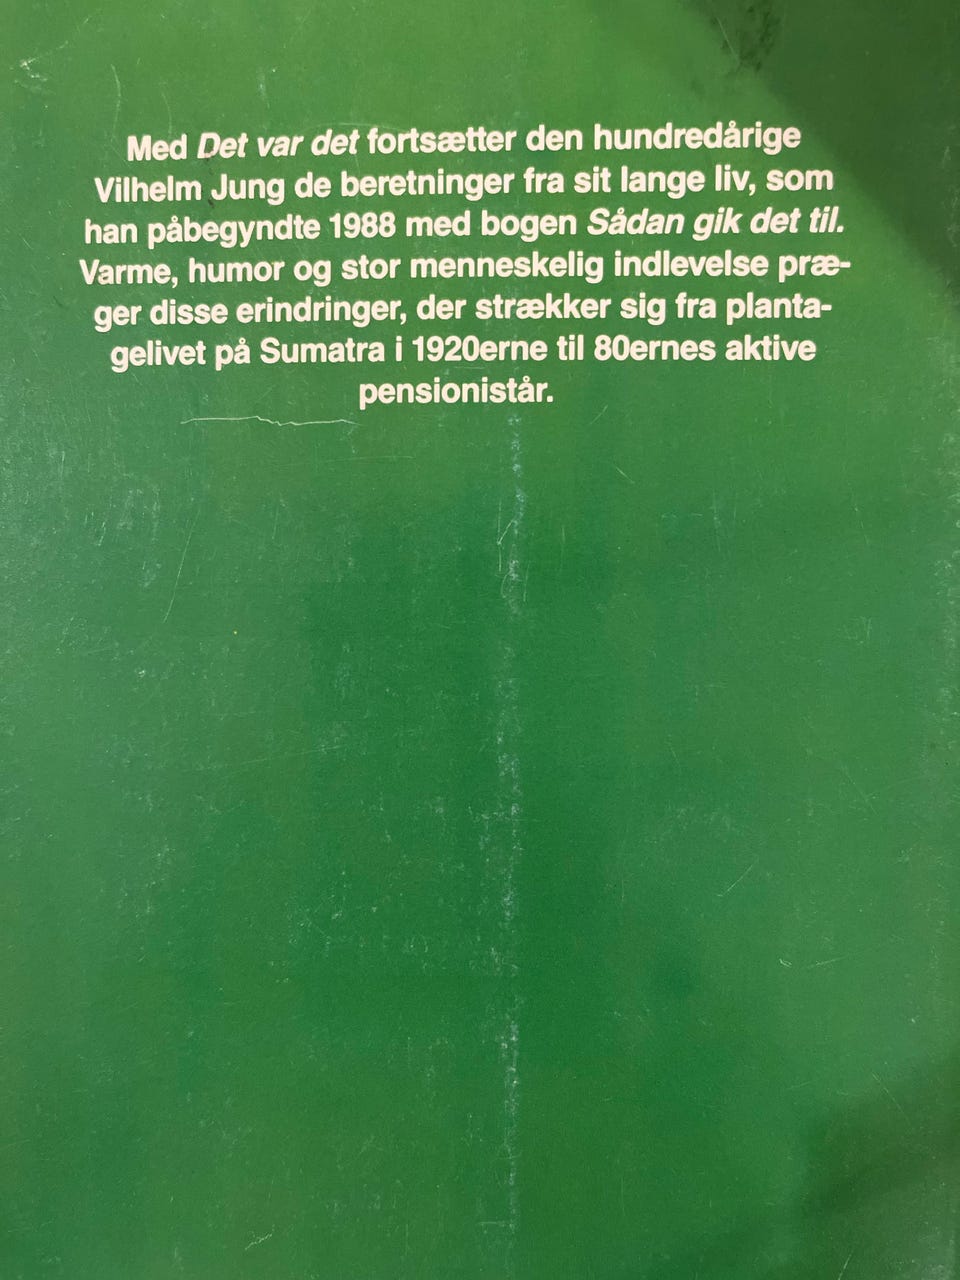 Med Det var det fortsætter den hundredårige
Vilhelm Jung de beretninger fra sit lange liv, som
han påbegyndte 1988 med bogen Sådan gik det til.
Varme, humor og stor menneskelig indlevelse præ-
ger disse erindringer, der strækker sig fra planta-
gelivet på Sumatra i 1920erne til 80ernes aktive
pensionistår.